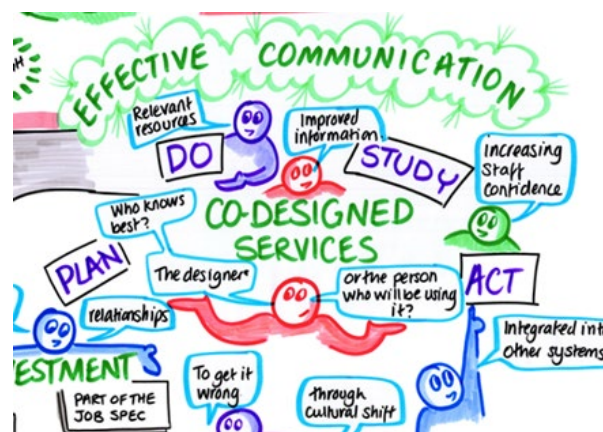 EFFECTIVE COMMUNICATION
Relevant
resources
DO
Improved
information.
STUDY
Increasing
Staff
confidence
CO-DESIGNED
SERVICES
Who knows
best?
PLAN
The designer
or the person
who will be using
it?
ACT
relationships
Integrated int
Other systems
ESTMENT
PART OF THE
JOB SPEC
To get it
wrong
through
cultural shift